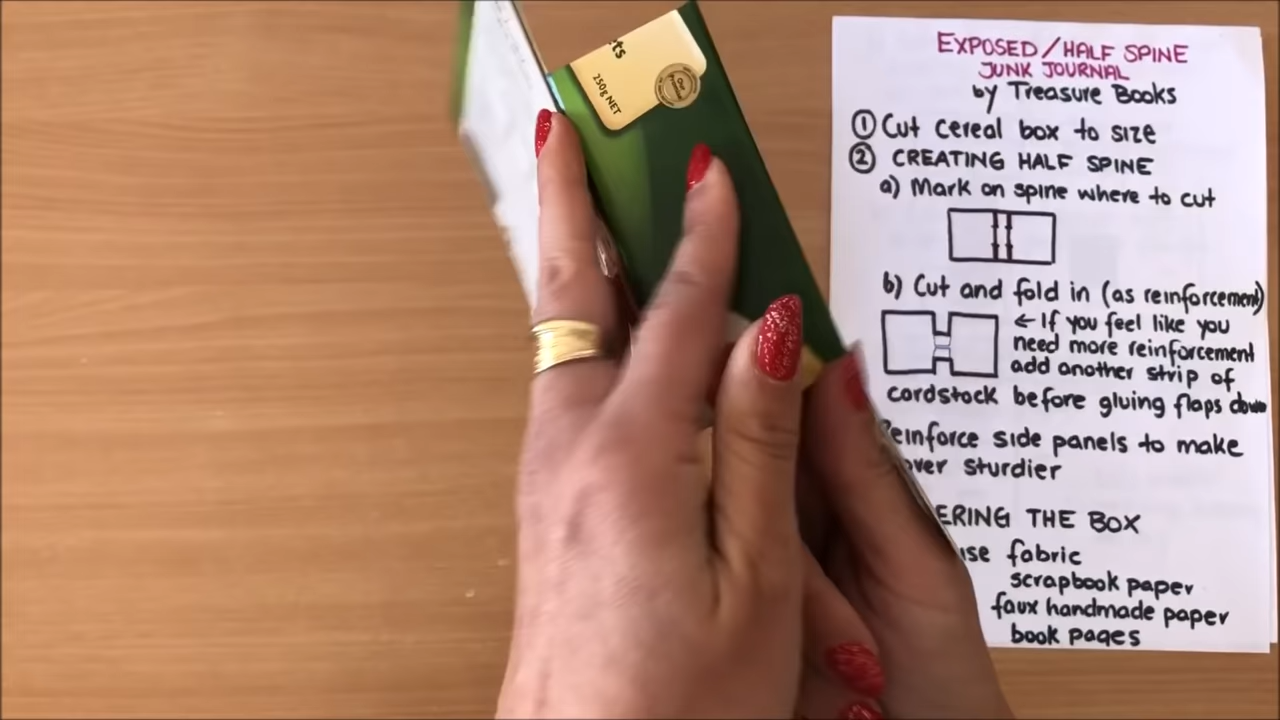 ts
250g NET
EXPOSED/HALF SPINE
JUNK JOURNAL
by Treasure Books
① Cut cereal box to size
② CREATING HALF SPINE
a) Mark on spine where to cut
b) Cut and fold in (as reinforcement)
← If you feel like you
need more reinforcement
add another strip of
cardstock before gluing flaps down
einforce side panels to make
over sturdier
ERING THE BOX
use fabric
scrapbook paper
faux handmade paper
book pages